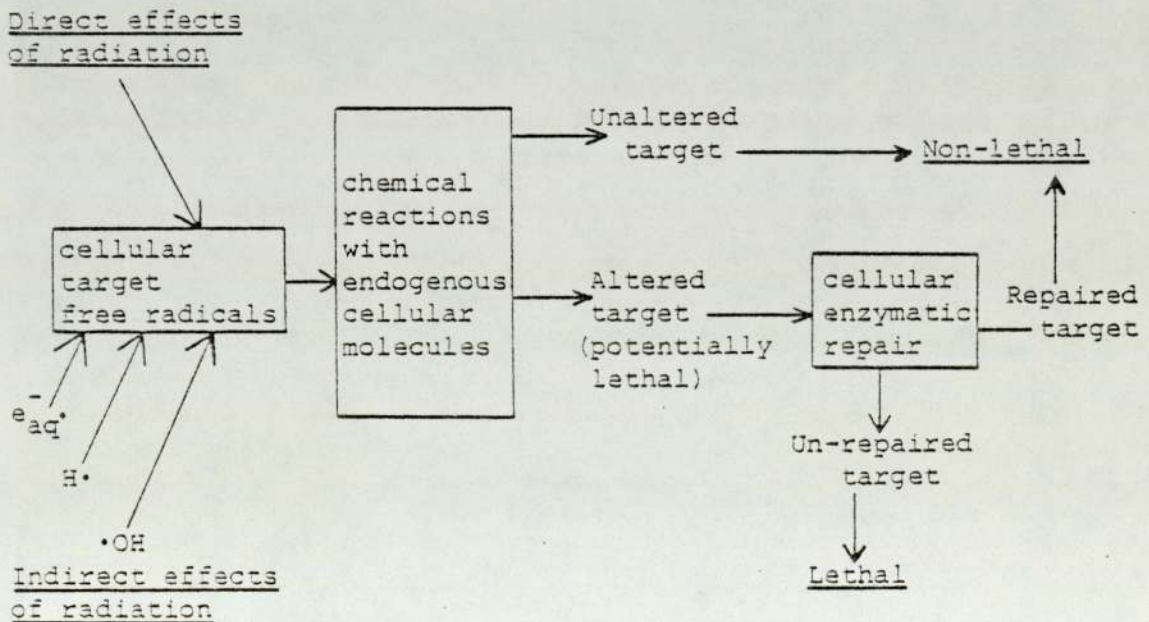 Direct effects
of radiation
cellular
target
free radicals
e⁻aq·
H·
·OH
Indirect effects
of radiation
chemical
reactions
with
endogenous
cellular
molecules
Unaltered
target
Non-lethal
Altered
target
(potentially
lethal)
cellular
enzymatic
repair
Repaired
target
Un-repaired
target
Lethal